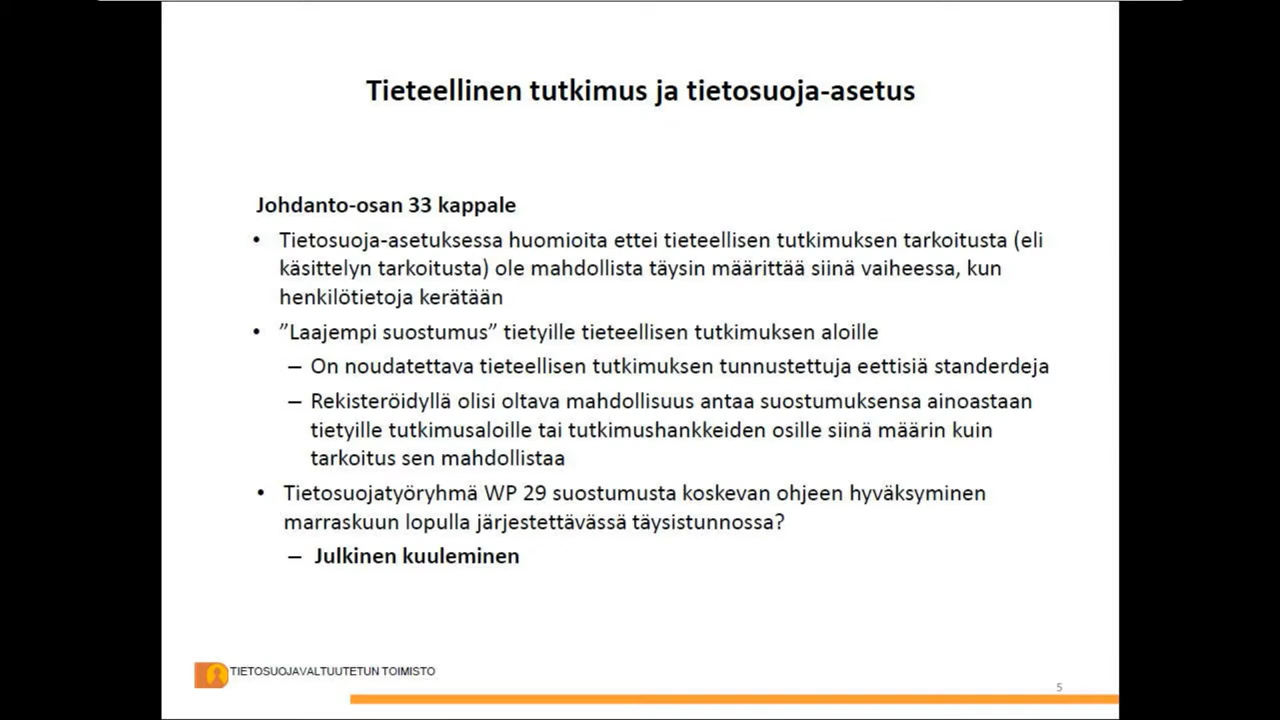 Tieteellinen tutkimus ja tietosuoja-asetus
Johdanto-osan 33 kappale
• Tietosuoja-asetuksessa huomioita ettei tieteellisen tutkimuksen tarkoitusta (eli
käsittelyn tarkoitusta) ole mahdollista täysin määrittää siinä vaiheessa, kun
henkilötietoja kerätään
• ”Laajempi suostumus” tietyille tieteellisen tutkimuksen aloille
– On noudatettava tieteellisen tutkimuksen tunnustettuja eettisiä standerdeja
– Rekisteröidyllä olisi oltava mahdollisuus antaa suostumuksensa ainoastaan
tietyille tutkimusaloille tai tutkimushankkeiden osille siinä määrin kuin
tarkoitus sen mahdollistaa
• Tietosuojatyöryhmä WP 29 suostumusta koskevan ohjeen hyväksyminen
marraskuun lopulla järjestettävässä täysistunnossa?
– Julkinen kuuleminen
TIETOSUOJAVALTUUTETUN TOIMISTO
5